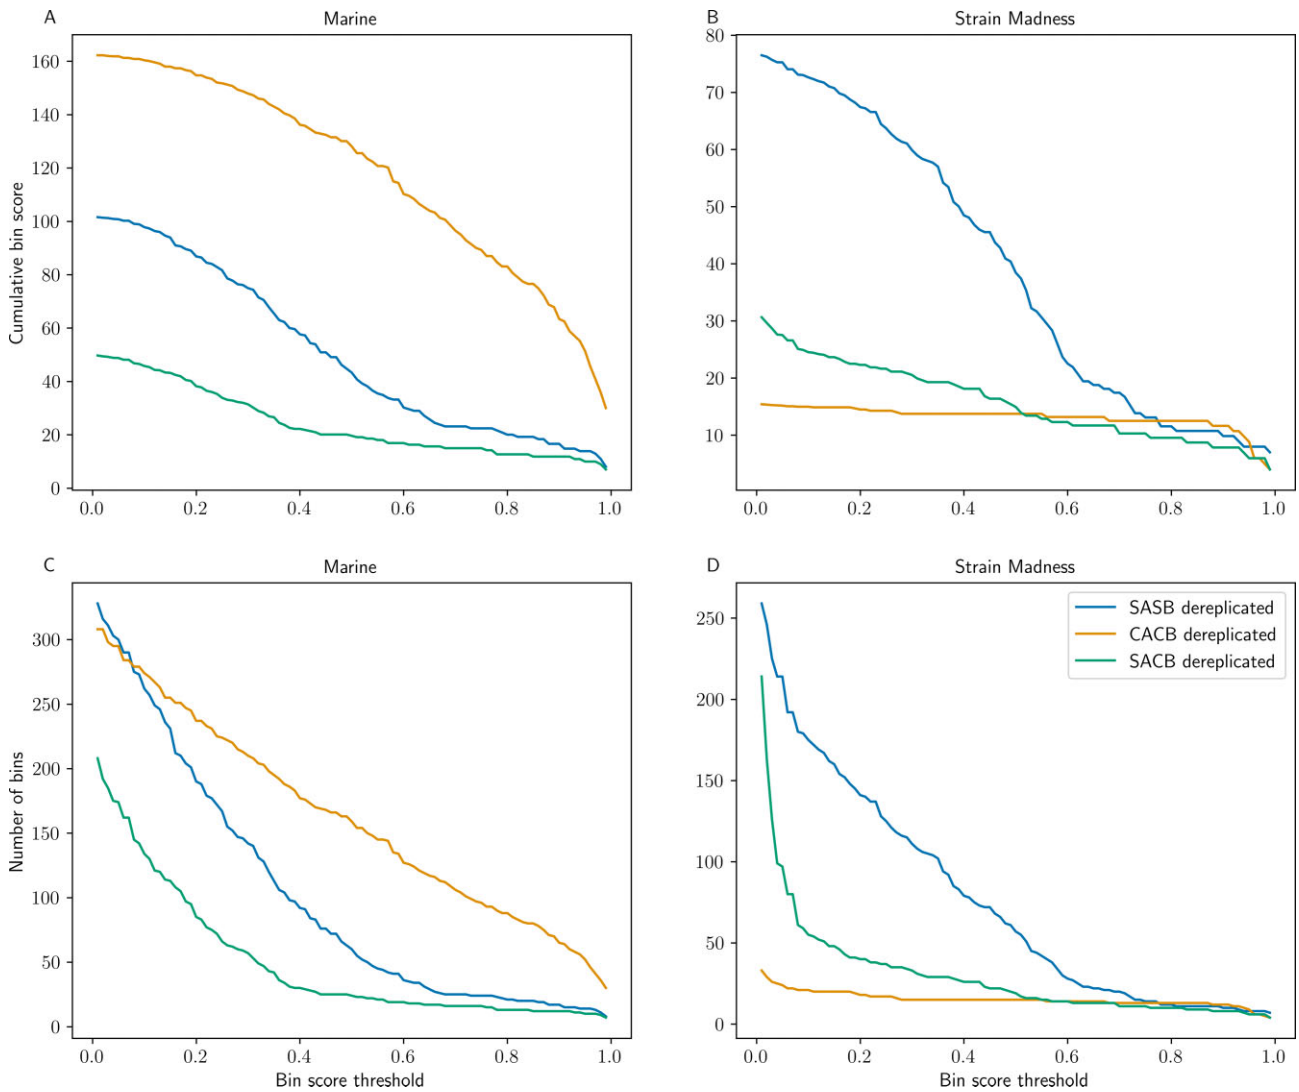 A
Marine
Cumulative bin score
160
140
120
100
80
60
40
20
0
0.0 0.2 0.4 0.6 0.8 1.0
B
Strain Madness
80
70
60
50
40
30
20
10
0.0 0.2 0.4 0.6 0.8 1.0
C
Marine
Number of bins
300
250
200
150
100
50
0
0.0 0.2 0.4 0.6 0.8 1.0
Bin score threshold
D
Strain Madness
SASB dereplicated
CACB dereplicated
SACB dereplicated
250
200
150
100
50
0
0.0 0.2 0.4 0.6 0.8 1.0
Bin score threshold